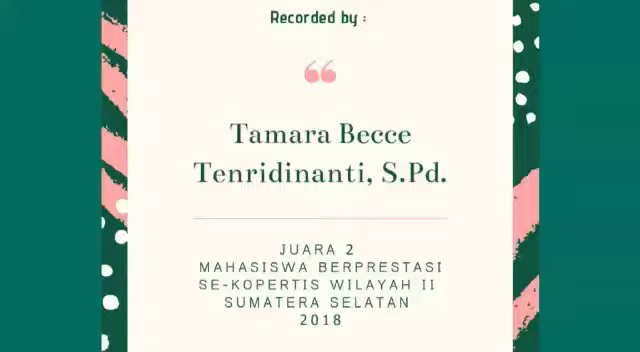 Recorded by :
“
Tamara Becce
Tenridinanti, S.Pd.
JUARA 2
MAHASISWA BERPRESTASI
SE-KOPERTIS WILAYAH II
SUMATERA SELATAN
2018